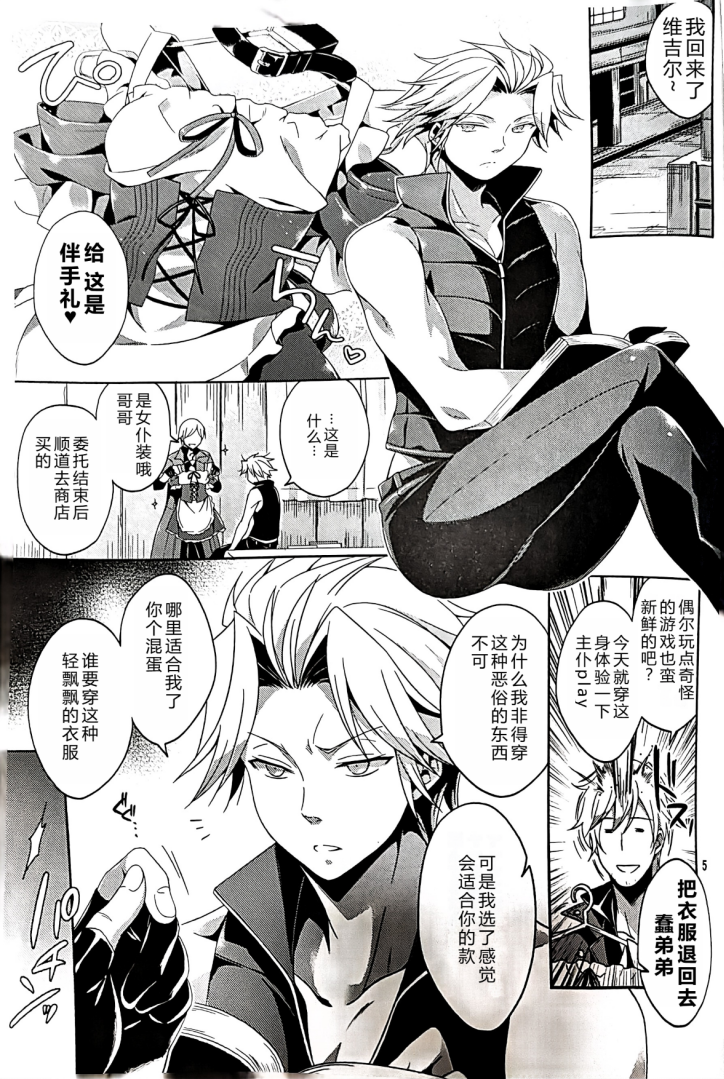 我回来了
维吉尔~
ぴら
给 这是
伴手礼♥
…这是
什么…
是女仆装哦
哥哥
委托结束后
顺道去商店
买的
偶尔玩点奇怪
的游戏也蛮
新鲜的吧？
今天就穿这
身体验一下
主仆play
把衣服退回去
蠢弟弟
为什么我非得穿
这种恶俗的东西
不可
可是我选了感觉
会适合你的款
哪里适合我了
你个混蛋
谁要穿这种
轻飘飘的衣服
5